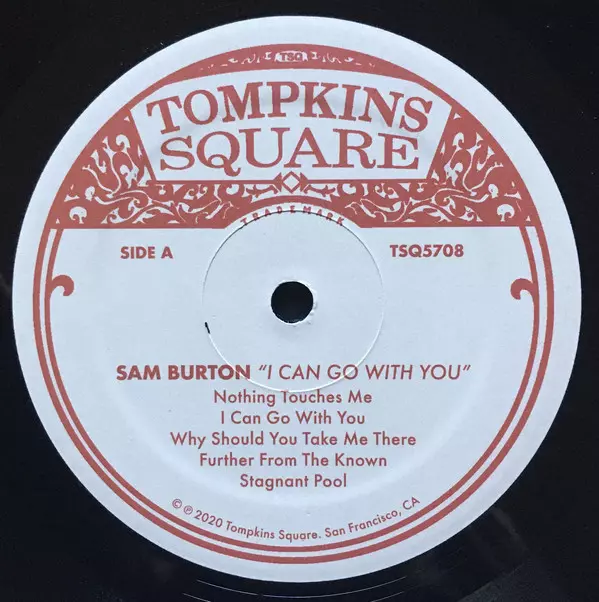 TSQ
TOMPKINS
SQUARE
TRADEMARK
SIDE A
TSQ5708
SAM BURTON “I CAN GO WITH YOU”
Nothing Touches Me
I Can Go With You
Why Should You Take Me There
Further From The Known
Stagnant Pool
© ℗ 2020 Tompkins Square. San Francisco, CA